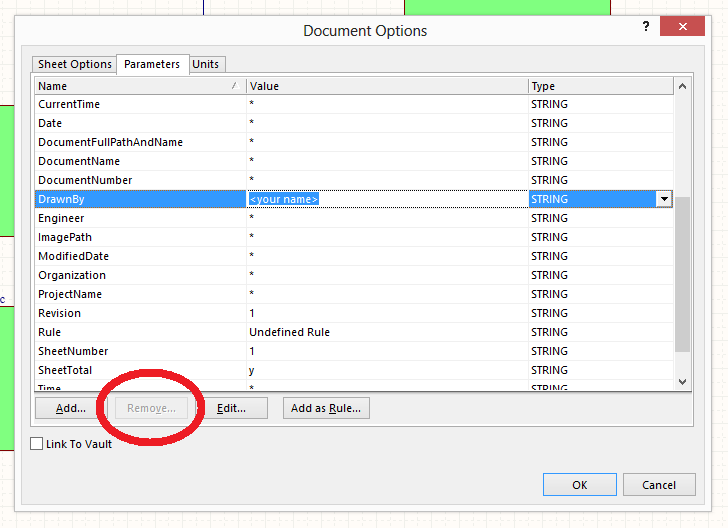 Document Options
?
Sheet Options Parameters Units
Name Value Type
CurrentTime * STRING
Date * STRING
DocumentFullPathAndName * STRING
DocumentName * STRING
DocumentNumber * STRING
DrawnBy <your name> STRING
Engineer * STRING
ImagePath * STRING
ModifiedDate * STRING
Organization * STRING
ProjectName * STRING
Revision 1 STRING
Rule Undefined Rule STRING
SheetNumber 1 STRING
SheetTotal y STRING
Time * STRING
Add... Remove... Edit... Add as Rule...
Link To Vault
OK Cancel
c